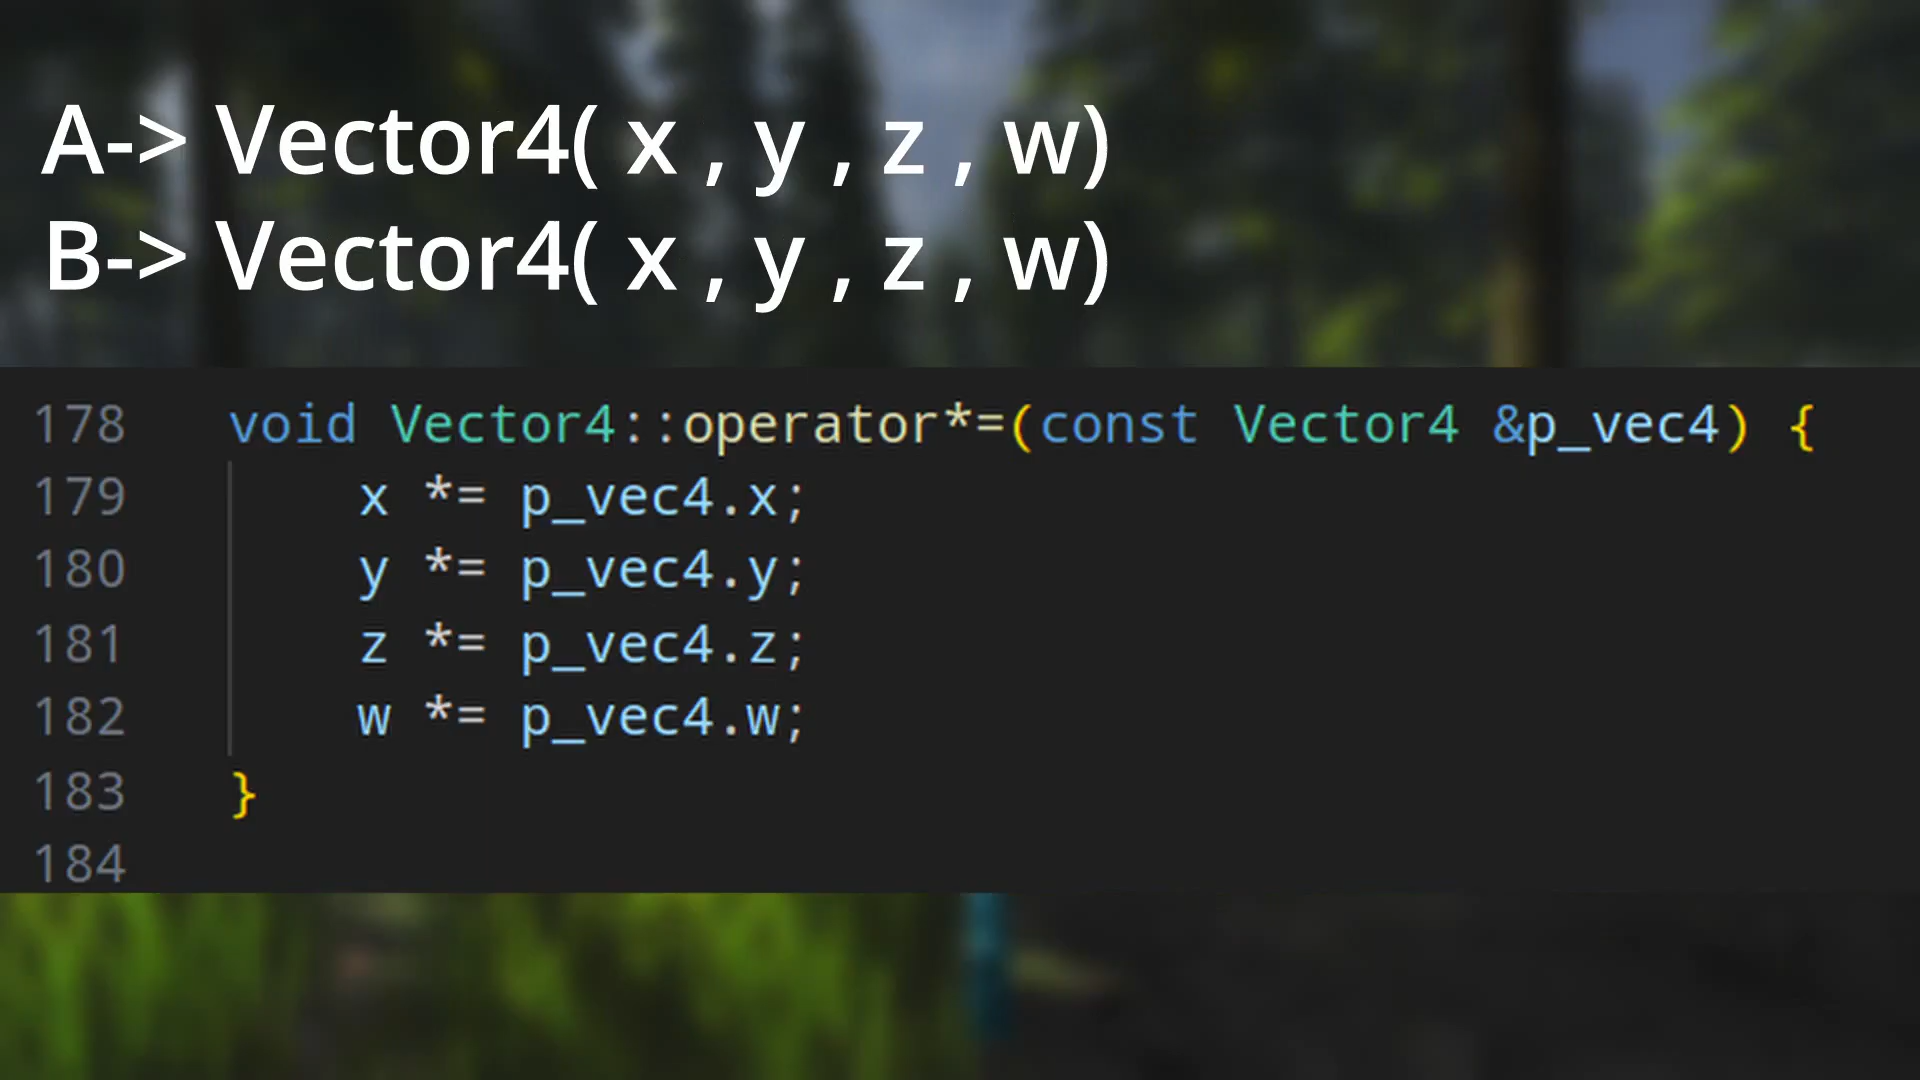 A-> Vector4( x , y , z , w)
B-> Vector4( x , y , z , w)
178 void Vector4::operator*=(const Vector4 &p_vec4) {
179 x *= p_vec4.x;
180 y *= p_vec4.y;
181 z *= p_vec4.z;
182 w *= p_vec4.w;
183 }
184